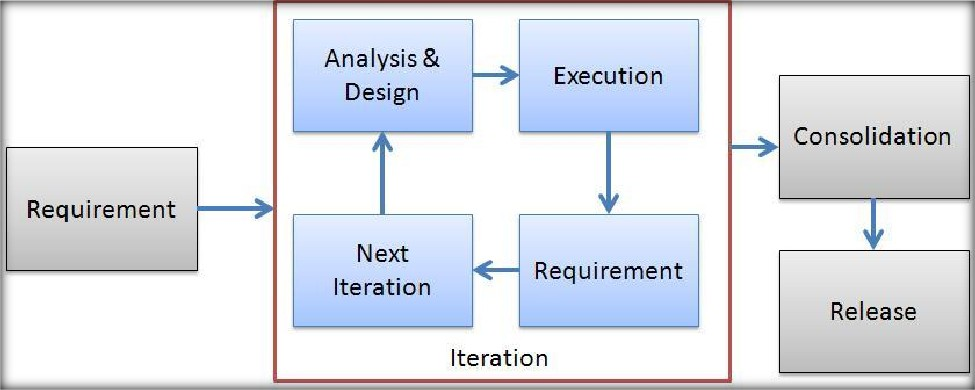 Requirement
Analysis &
Design
Execution
Requirement
Next
Iteration
Iteration
Consolidation
Release